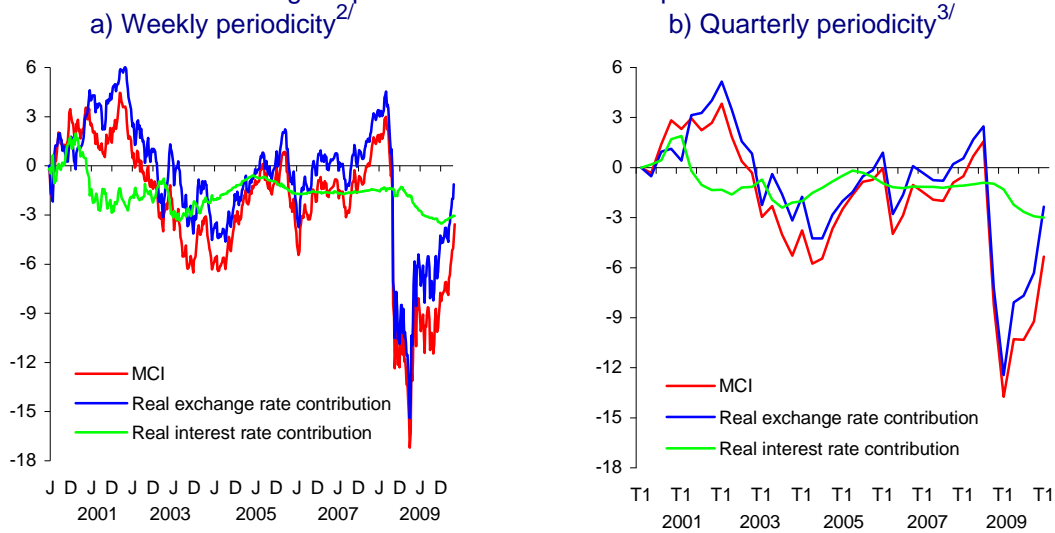 a) Weekly periodicity2/
b) Quarterly periodicity3/
6
3
0
-3
-6
-9
-12
-15
-18
MCI
Real exchange rate contribution
Real interest rate contribution
J D J D J D J D J D J D J D J D J D J D
2001 2003 2005 2007 2009
6
3
0
-3
-6
-9
-12
-15
-18
MCI
Real exchange rate contribution
Real interest rate contribution
T1 T1 T1 T1 T1 T1 T1 T1 T1 T1 T1
2001 2003 2005 2007 2009